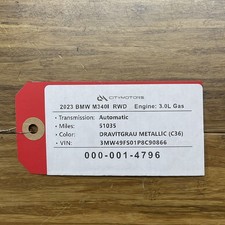 CITYMOTORS
2023 BMW M340I RWD Engine: 3.0L Gas
• Transmission: Automatic
• Miles: 51035
• Color: DRAVITGRAU METALLIC (C36)
• VIN: 3MW49FS01P8C90866
000-001-4796